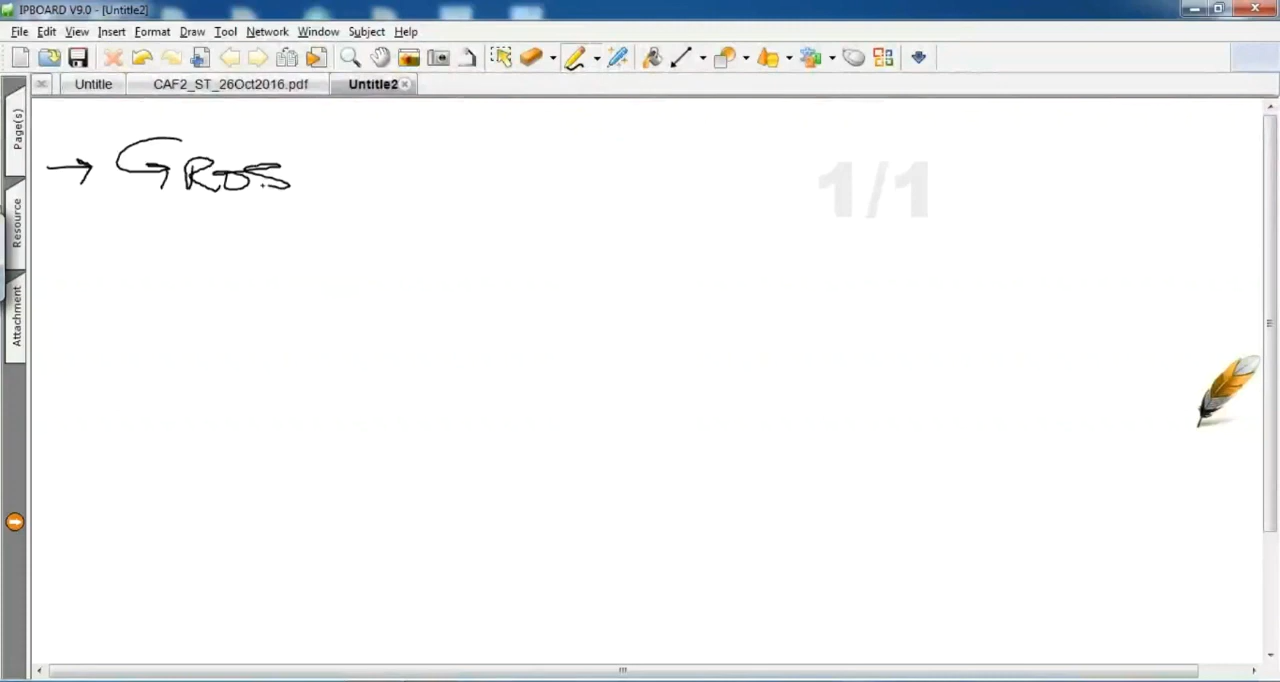 IPBOARD V9.0 - [Untitle2]
File Edit View Insert Format Draw Tool Network Window Subject Help
Untitle CAF2_ST_26Oct2016.pdf Untitle2
Page(s)
Resource
Attachment
→ GROSS
1/1